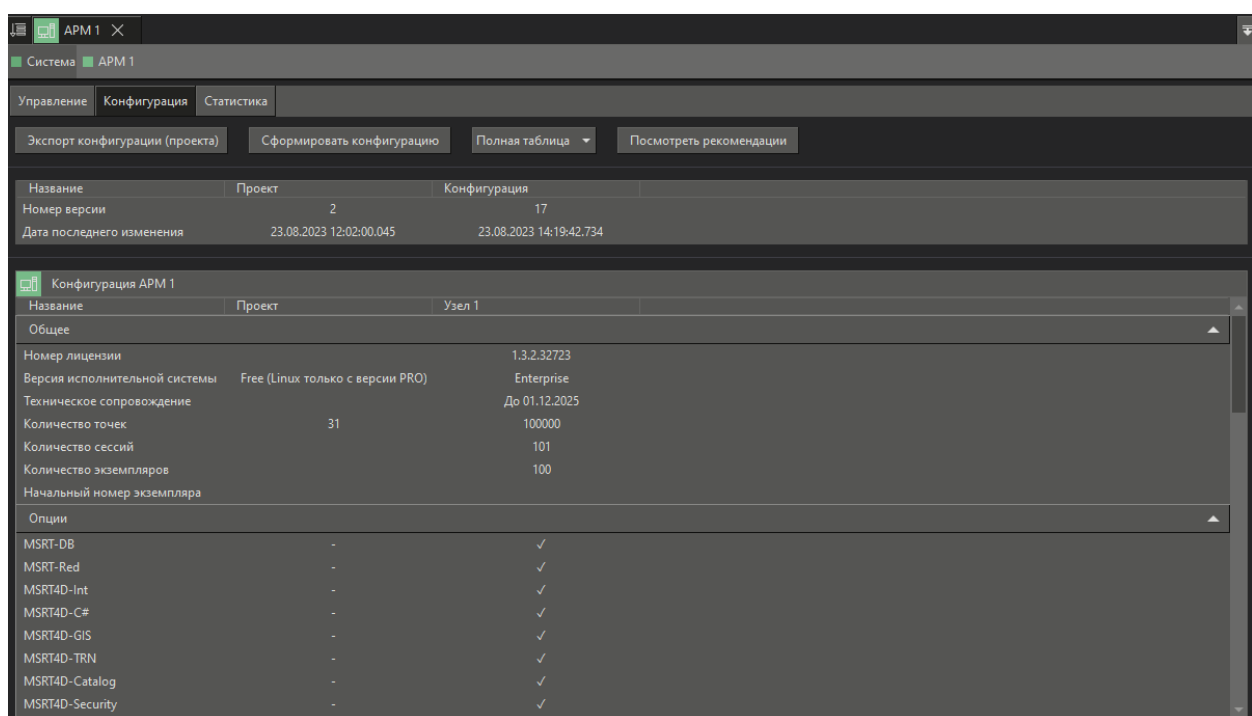 АРМ 1
Система АРМ 1
Управление Конфигурация Статистика
Экспорт конфигурации (проекта) Сформировать конфигурацию Полная таблица Посмотреть рекомендации
Название Проект Конфигурация
Номер версии 2 17
Дата последнего изменения 23.08.2023 12:02:00.045 23.08.2023 14:19:42.734
Конфигурация АРМ 1
Название Проект Узел 1
Общее
Номер лицензии 1.3.2.32723
Версия исполнительной системы Free (Linux только с версии PRO) Enterprise
Техническое сопровождение До 01.12.2025
Количество точек 31 100000
Количество сессий 101
Количество экземпляров 100
Начальный номер экземпляра
Опции
MSRT-DB - ✓
MSRT-Red - ✓
MSRT4D-Int - ✓
MSRT4D-C# - ✓
MSRT4D-GIS - ✓
MSRT4D-TRN - ✓
MSRT4D-Catalog - ✓
MSRT4D-Security - ✓